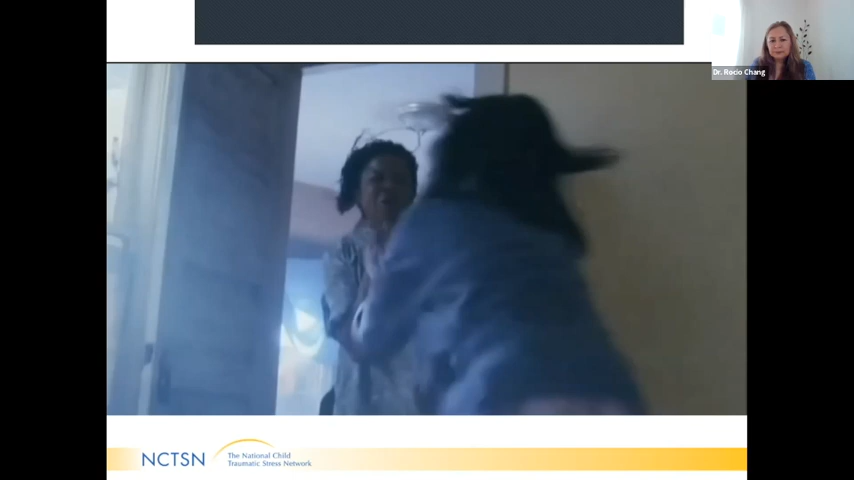 Dr. Rocio Chang
NCTSN
The National Child
Traumatic Stress Network